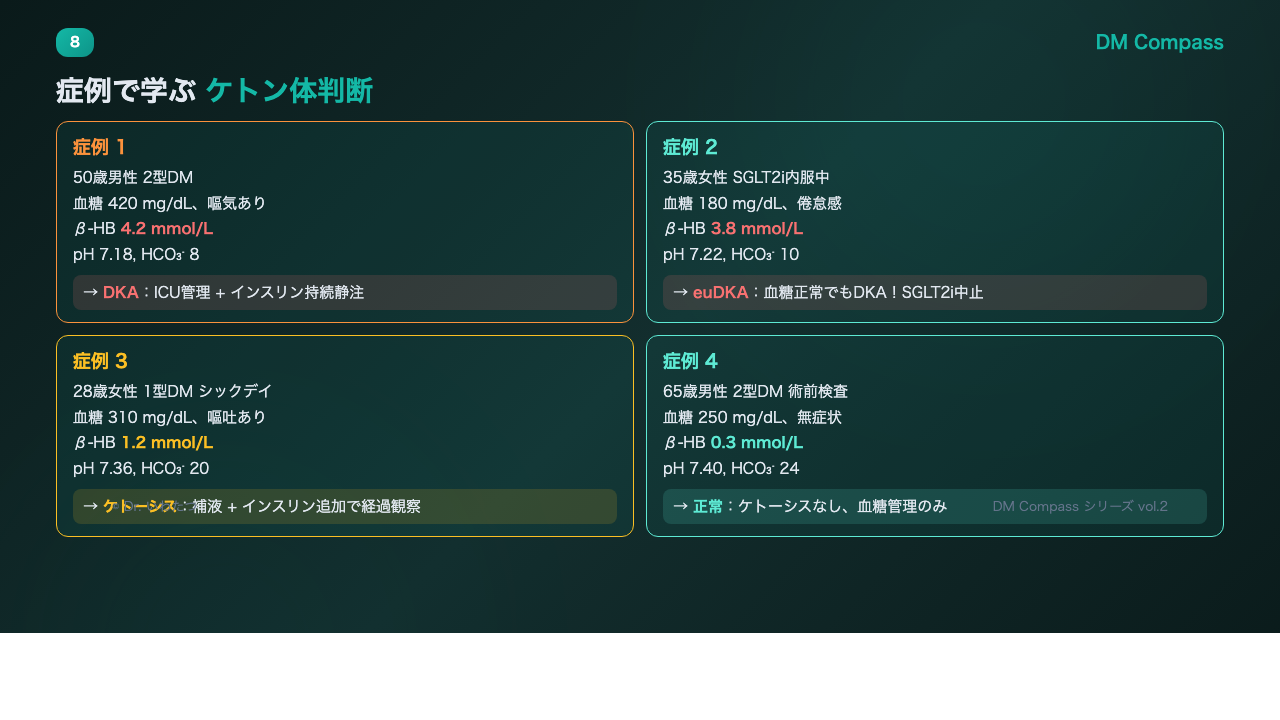 8
DM Compass
症例で学ぶ ケトン体判断
症例 1
50歳男性 2型DM
血糖 420 mg/dL、嘔気あり
β-HB 4.2 mmol/L
pH 7.18, HCO₃⁻ 8
→ DKA：ICU管理 + インスリン持続静注
症例 2
35歳女性 SGLT2i内服中
血糖 180 mg/dL、倦怠感
β-HB 3.8 mmol/L
pH 7.22, HCO₃⁻ 10
→ euDKA：血糖正常でもDKA！SGLT2i中止
症例 3
28歳女性 1型DM シックデイ
血糖 310 mg/dL、嘔吐あり
β-HB 1.2 mmol/L
pH 7.36, HCO₃⁻ 20
→ ケトーシス：補液 + インスリン追加で経過観察
症例 4
65歳男性 2型DM 術前検査
血糖 250 mg/dL、無症状
β-HB 0.3 mmol/L
pH 7.40, HCO₃⁻ 24
→ 正常：ケトーシスなし、血糖管理のみ
DM Compass シリーズ vol.2